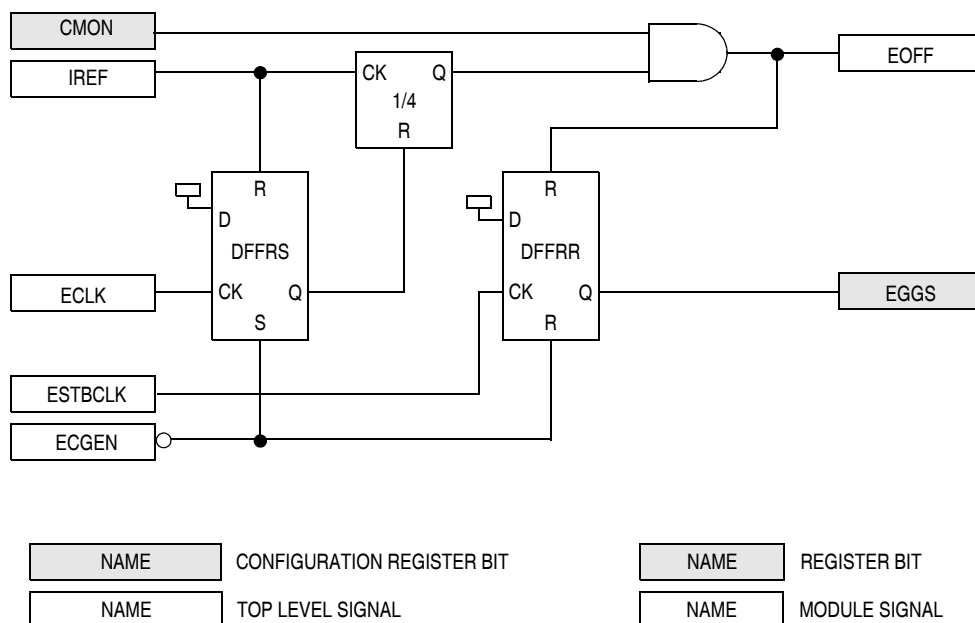 CMON
IREF
CK Q
1/4
R
EOFF
R
D
DFFRS
CK Q
S
R
D
DFFRR
CK Q
R
ECLK
EGGS
ESTBCLK
ECGEN
NAME CONFIGURATION REGISTER BIT
NAME REGISTER BIT
NAME TOP LEVEL SIGNAL
NAME MODULE SIGNAL